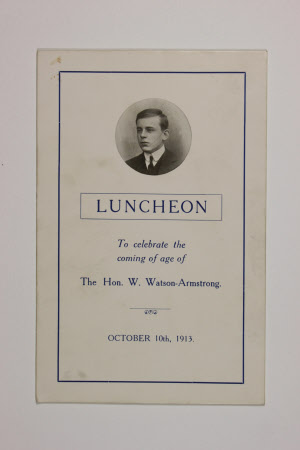 LUNCHEON
To celebrate the
coming of age of
The Hon. W. Watson-Armstrong.
OCTOBER 10th, 1913.